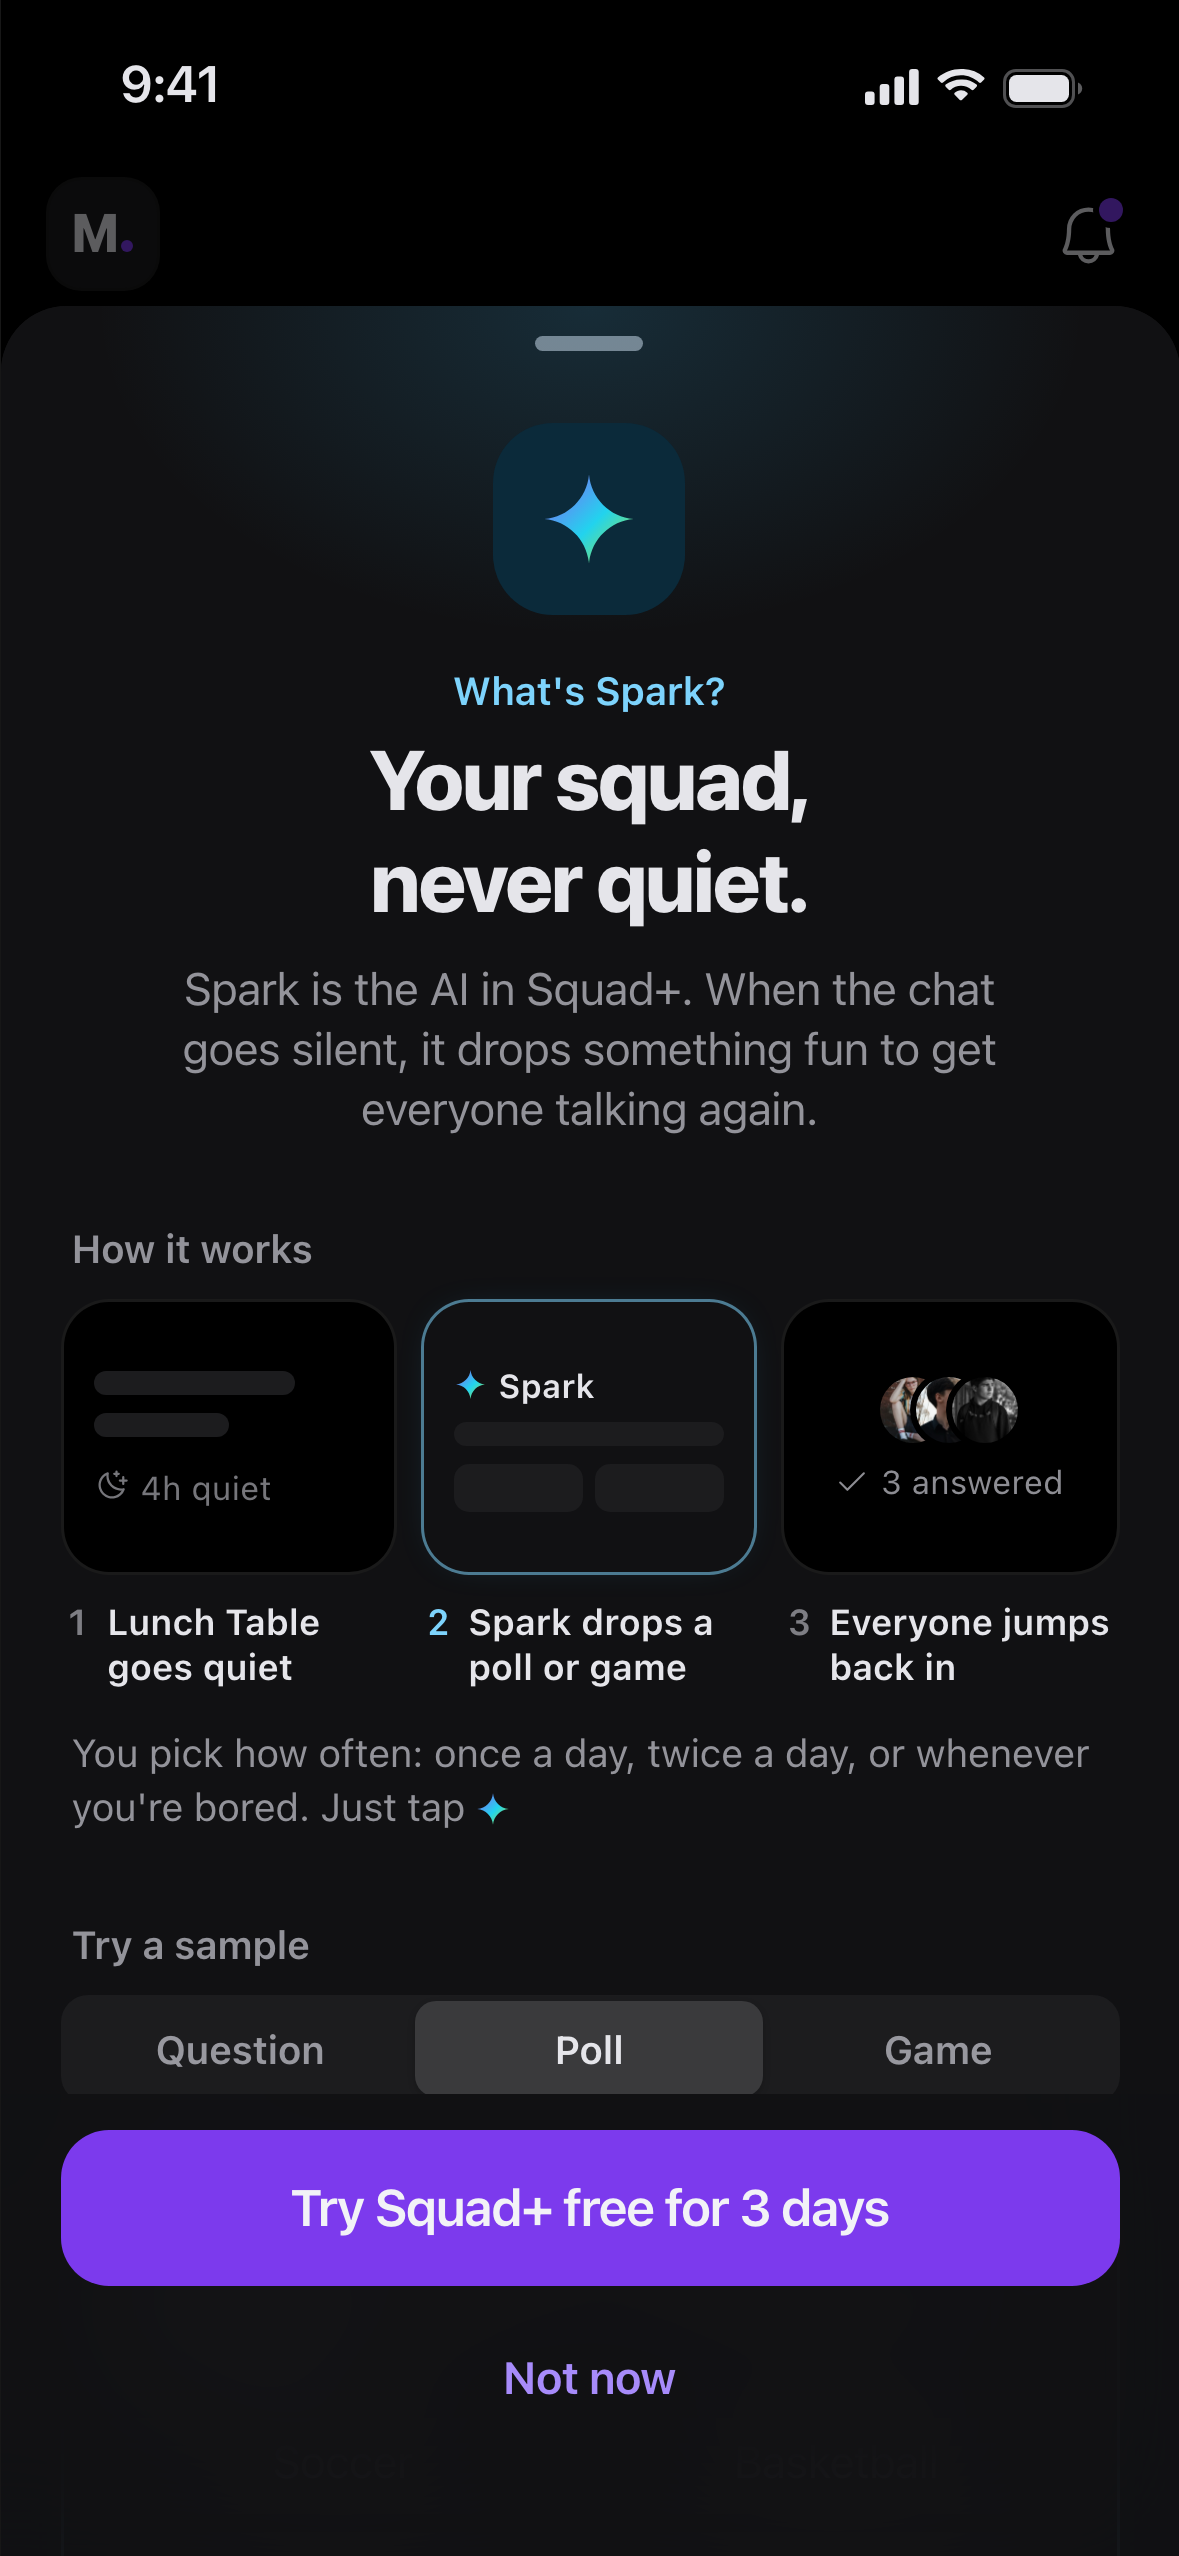 9:41
M.
What's Spark?
Your squad,
never quiet.
Spark is the AI in Squad+. When the chat
goes silent, it drops something fun to get
everyone talking again.
How it works
4h quiet
Spark
3 answered
1 Lunch Table
goes quiet
2 Spark drops a
poll or game
3 Everyone jumps
back in
You pick how often: once a day, twice a day, or whenever
you're bored. Just tap
Try a sample
Question
Poll
Game
Try Squad+ free for 3 days
Not now
Soccer
Basketball